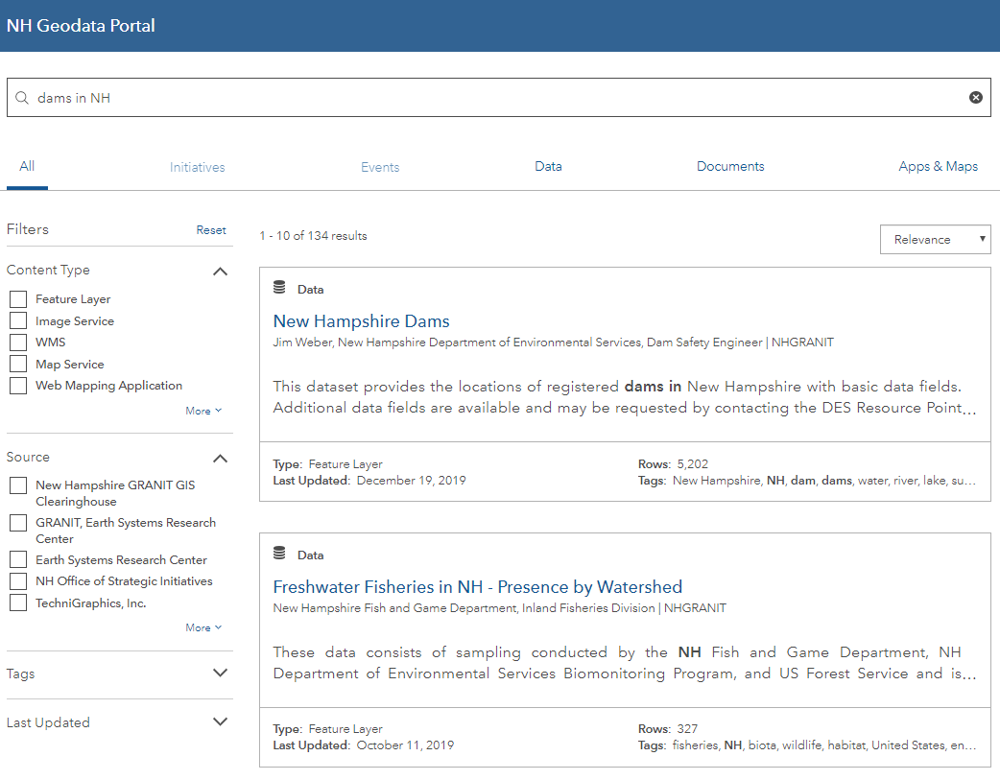 NH Geodata Portal
dams in NH
All
Initiatives
Events
Data
Documents
Apps & Maps
Filters
Reset
Content Type
Feature Layer
Image Service
WMS
Map Service
Web Mapping Application
More
Source
New Hampshire GRANIT GIS
Clearinghouse
GRANIT, Earth Systems Research
Center
Earth Systems Research Center
NH Office of Strategic Initiatives
TechniGraphics, Inc.
More
Tags
Last Updated
1 - 10 of 134 results
Relevance
Data
New Hampshire Dams
Jim Weber, New Hampshire Department of Environmental Services, Dam Safety Engineer | NHGRANIT
This dataset provides the locations of registered dams in New Hampshire with basic data fields.
Additional data fields are available and may be requested by contacting the DES Resource Point...
Type: Feature Layer
Last Updated: December 19, 2019
Rows: 5,202
Tags: New Hampshire, NH, dam, dams, water, river, lake, su...
Data
Freshwater Fisheries in NH - Presence by Watershed
New Hampshire Fish and Game Department, Inland Fisheries Division | NHGRANIT
These data consists of sampling conducted by the NH Fish and Game Department, NH
Department of Environmental Services Biomonitoring Program, and US Forest Service and is...
Type: Feature Layer
Last Updated: October 11, 2019
Rows: 327
Tags: fisheries, NH, biota, wildlife, habitat, United States, en...